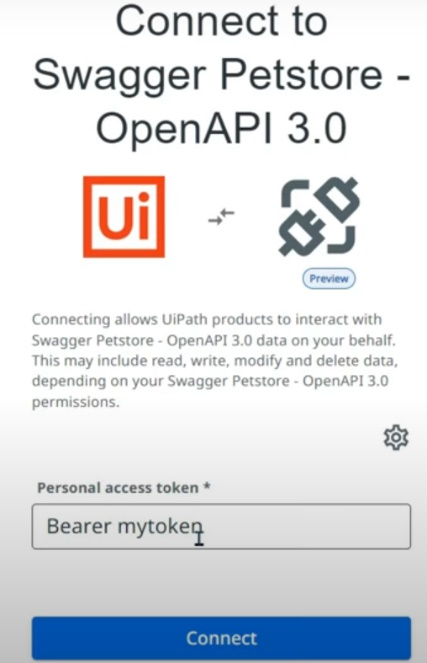 Connect to
Swagger Petstore -
OpenAPI 3.0
Ui
Preview
Connecting allows UiPath products to interact with
Swagger Petstore - OpenAPI 3.0 data on your behalf.
This may include read, write, modify and delete data,
depending on your Swagger Petstore - OpenAPI 3.0
permissions.
Personal access token *
Bearer mytoken
Connect